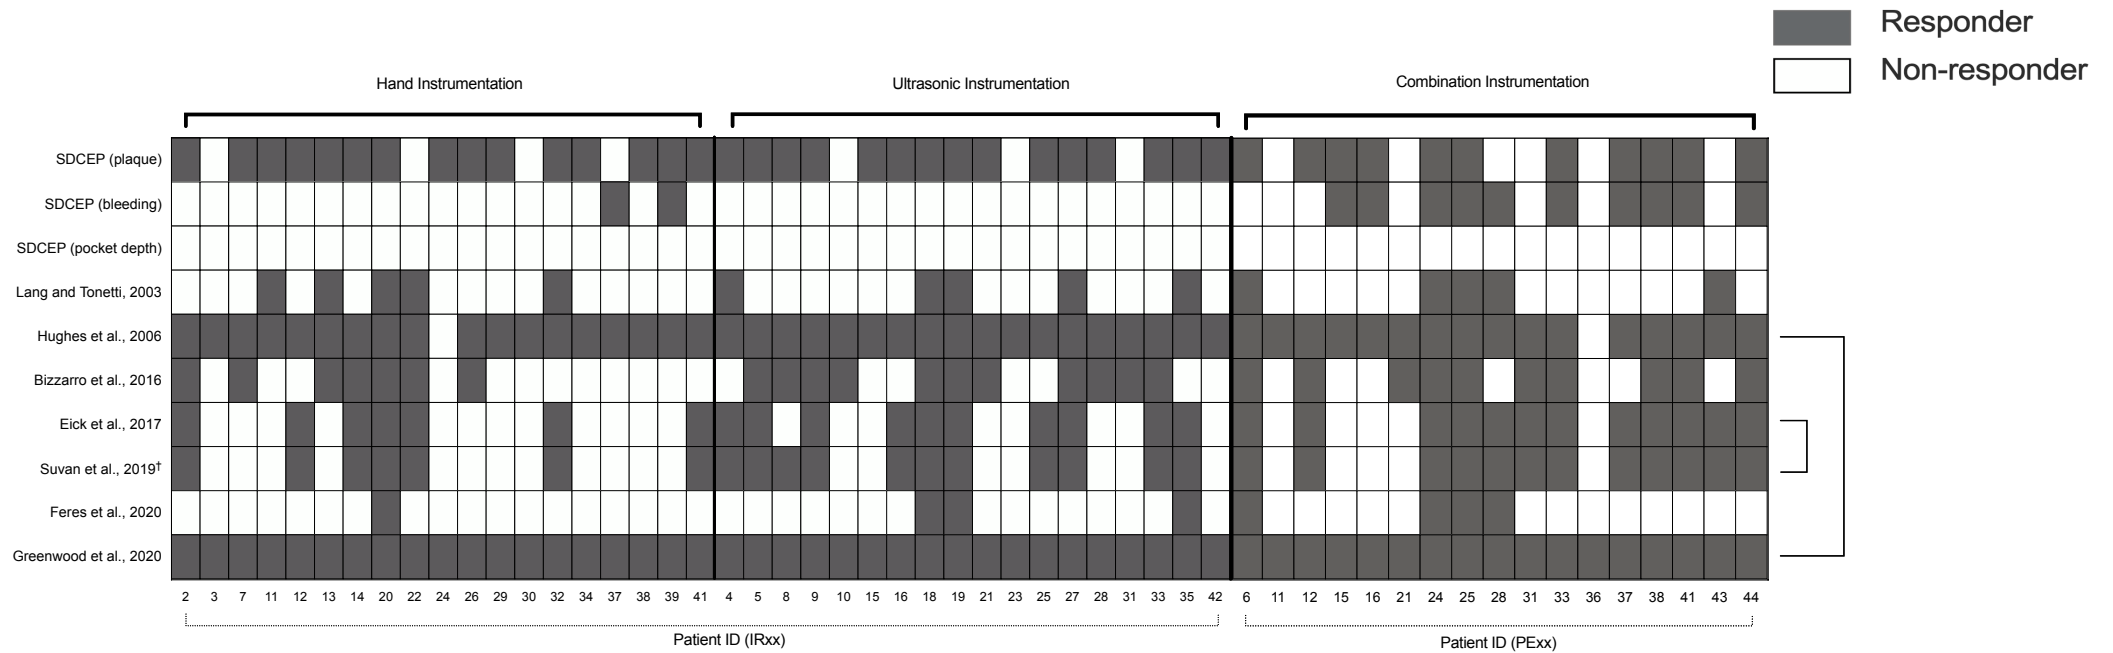 Responder
Non-responder
Hand Instrumentation
Ultrasonic Instrumentation
Combination Instrumentation
SDCEP (plaque)
SDCEP (bleeding)
SDCEP (pocket depth)
Lang and Tonetti, 2003
Hughes et al., 2006
Bizzarro et al., 2016
Eick et al., 2017
Suvan et al., 2019†
Feres et al., 2020
Greenwood et al., 2020
2 3 7 11 12 13 14 20 22 24 26 29 30 32 34 37 38 39 41 4 5 8 9 10 15 16 18 19 21 23 25 27 28 31 33 35 42 6 11 12 15 16 21 24 25 28 31 33 36 37 38 41 43 44
Patient ID (IRxx)
Patient ID (PExx)